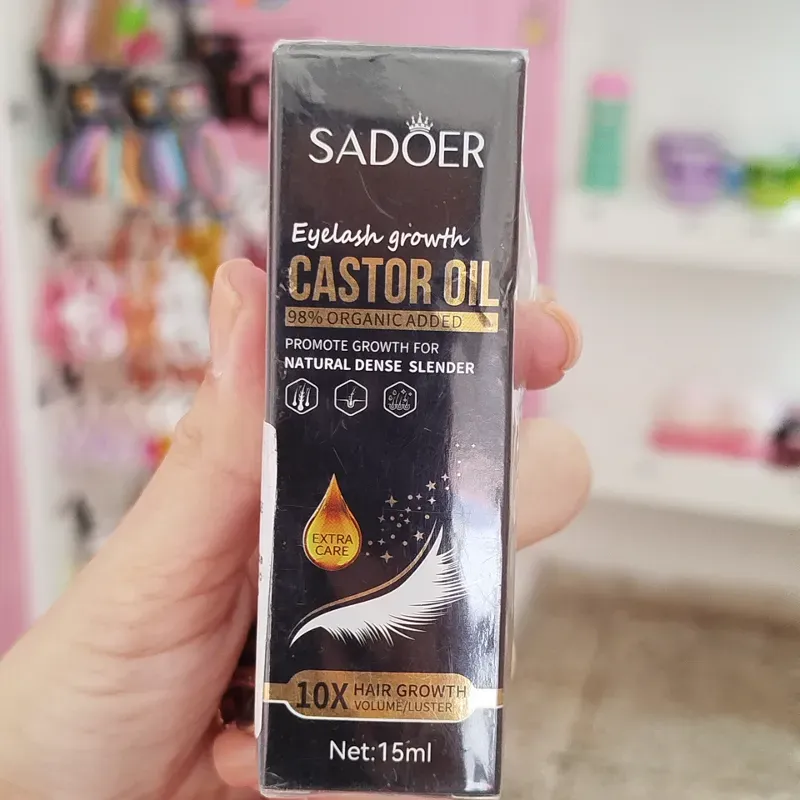 SADOER
Eyelash growth
CASTOR OIL
98% ORGANIC ADDED
PROMOTE GROWTH FOR
NATURAL DENSE SLENDER
EXTRA
CARE
10X HAIR GROWTH
VOLUME/LUSTER
Net:15ml